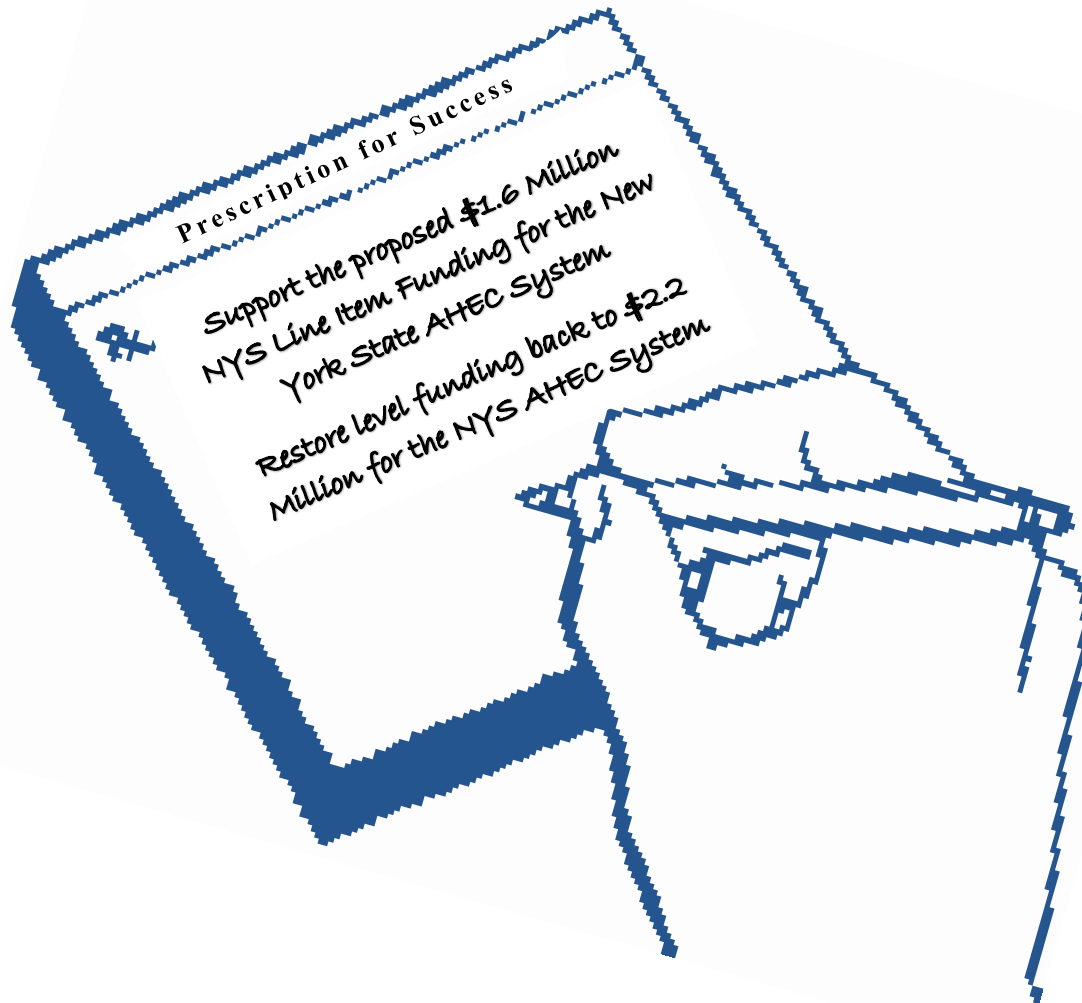 Prescription for Success
Support the proposed $1.6 Million
NYS Line Item Funding for the New
York State AHEC System
Restore level funding back to $2.2
Million for the NYS AHEC System